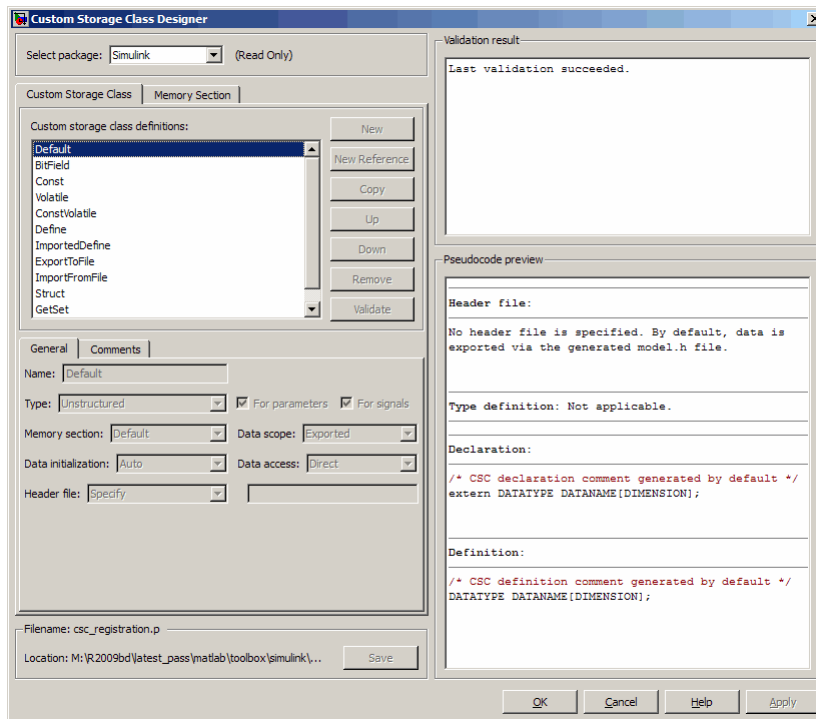 Custom Storage Class Designer
Select package: Simulink (Read Only)
Custom Storage Class Memory Section
Custom storage class definitions:
Default
BitField
Const
Volatile
ConstVolatile
Define
ImportedDefine
ExportToFile
ImportFromFile
Struct
GetSet
New
New Reference
Copy
Up
Down
Remove
Validate
General Comments
Name: Default
Type: Unstructured For parameters For signals
Memory section: Default Data scope: Exported
Data initialization: Auto Data access: Direct
Header file: Specify
Filename: csc_registration.p
Location: M:\R2009bd\latest_pass\matlab\toolbox\simulink\... Save
Validation result
Last validation succeeded.
Pseudocode preview
Header file:
No header file is specified. By default, data is
exported via the generated model.h file.
Type definition: Not applicable.
Declaration:
/* CSC declaration comment generated by default */
extern DATATYPE DATANAME[DIMENSION];
Definition:
/* CSC definition comment generated by default */
DATATYPE DATANAME[DIMENSION];
OK Cancel Help Apply